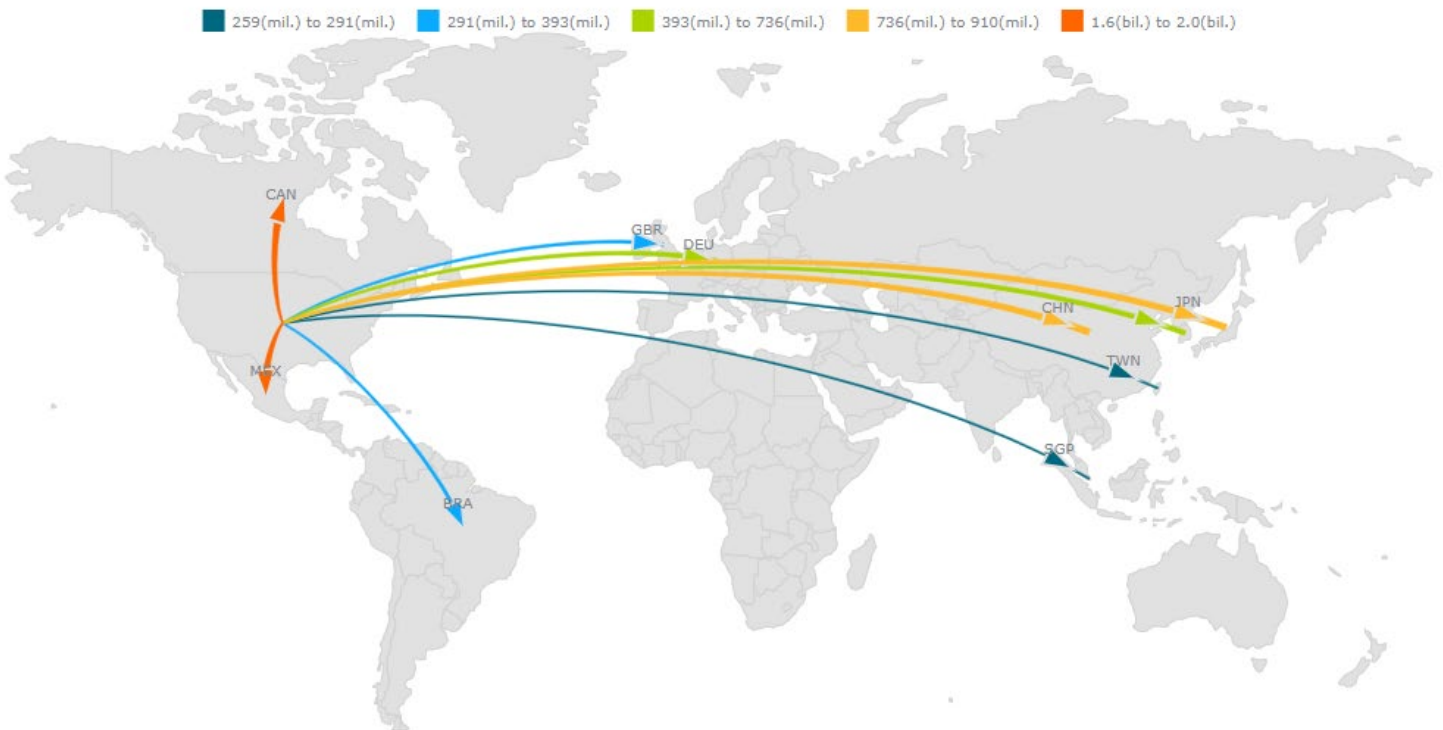 259(mil.) to 291(mil.) 291(mil.) to 393(mil.) 393(mil.) to 736(mil.) 736(mil.) to 910(mil.) 1.6(bil.) to 2.0(bil.)
CAN
GBR
DEU
JPN
CHN
TWN
MEX
SGP
BRA